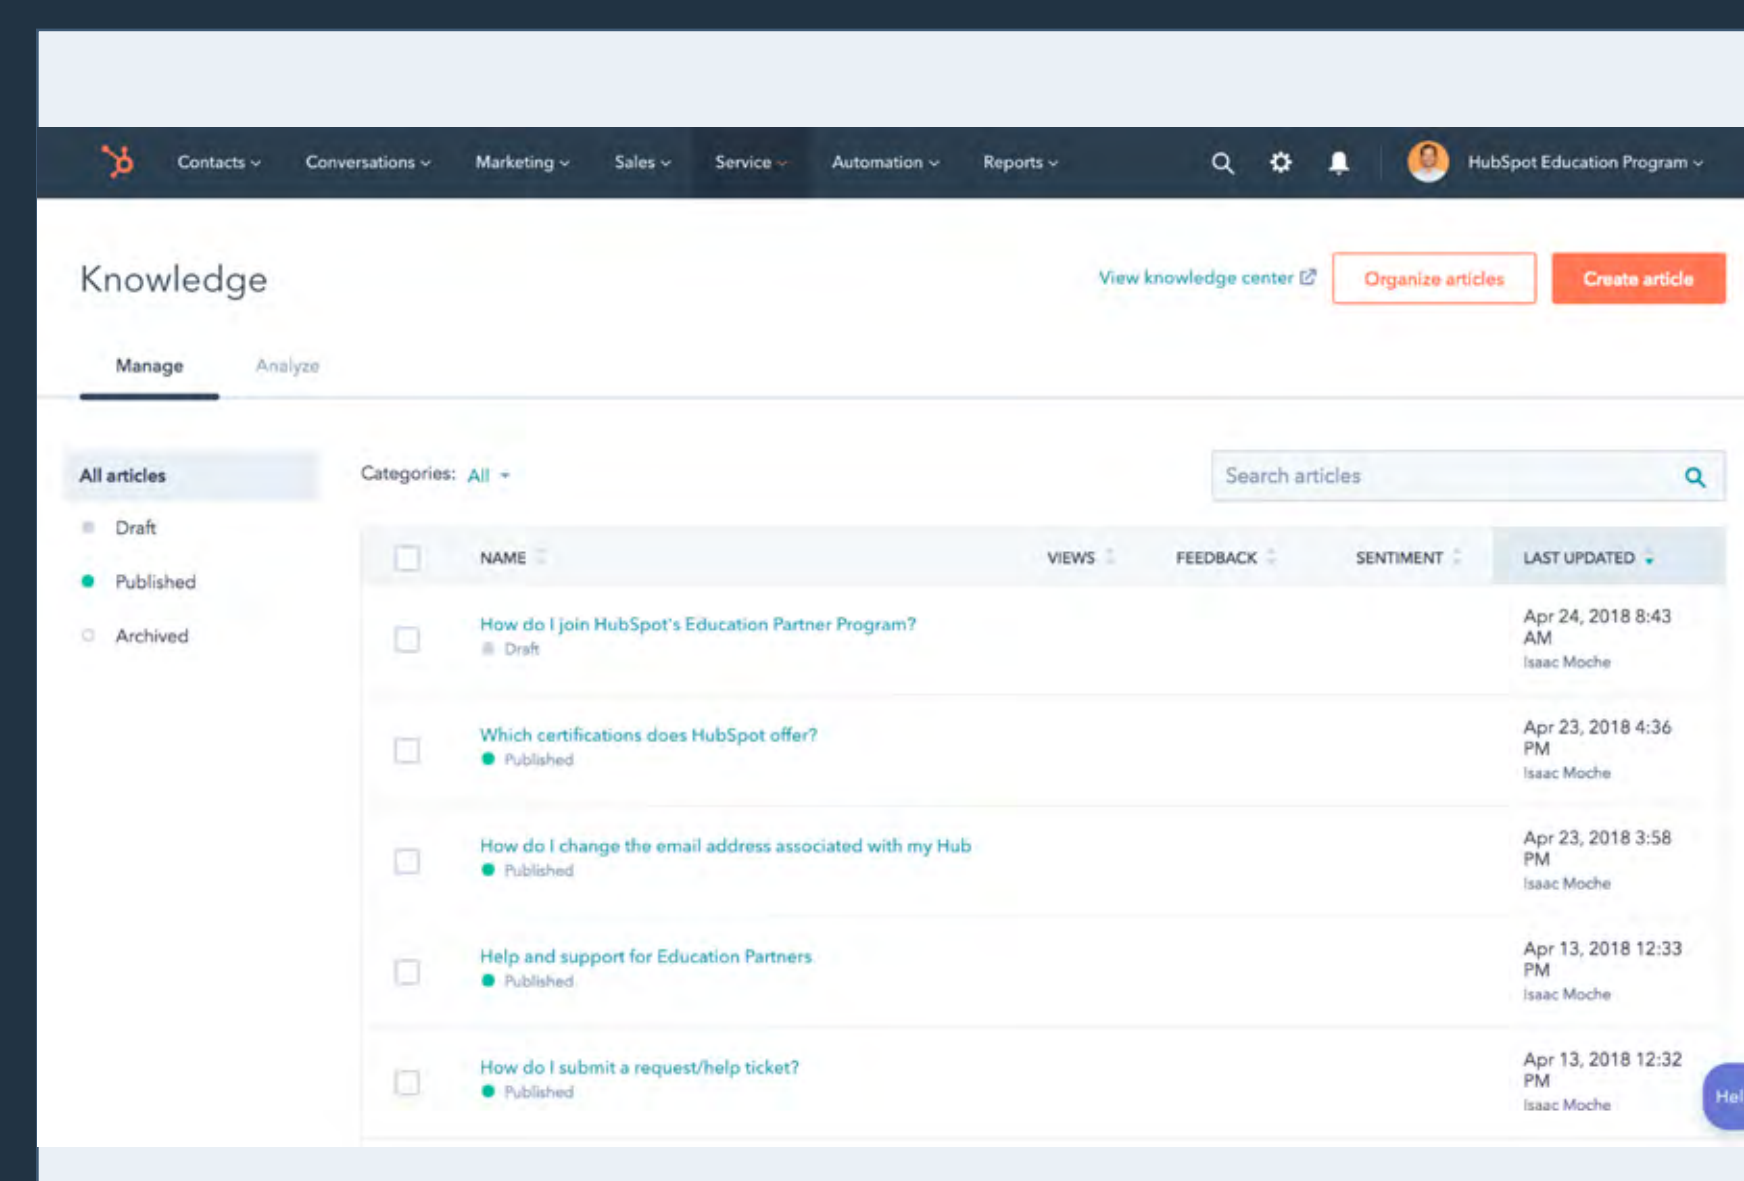 Contacts Conversations Marketing Sales Service Automation Reports HubSpot Education Program
Knowledge
View knowledge center Organize articles Create article
Manage Analyze
All articles
Draft
Published
Archived
Categories: All
Search articles
NAME VIEWS FEEDBACK SENTIMENT LAST UPDATED
How do I join HubSpot's Education Partner Program?
Draft
Apr 24, 2018 8:43
AM
Isaac Moche
Which certifications does HubSpot offer?
Published
Apr 23, 2018 4:36
PM
Isaac Moche
How do I change the email address associated with my Hub
Published
Apr 23, 2018 3:58
PM
Isaac Moche
Help and support for Education Partners
Published
Apr 13, 2018 12:33
PM
Isaac Moche
How do I submit a request/help ticket?
Published
Apr 13, 2018 12:32
PM
Isaac Moche
Hel